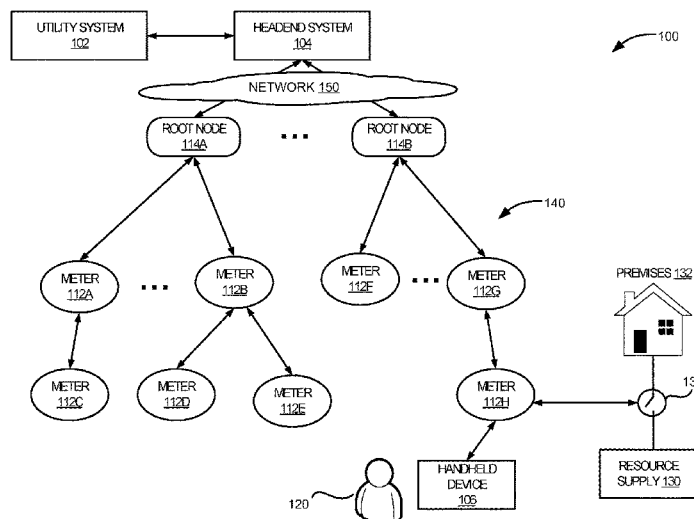 UTILITY SYSTEM
102
HEADEND SYSTEM
104
100
NETWORK 150
ROOT NODE
114A
...
ROOT NODE
114B
140
METER
112A
...
METER
112B
METER
112F
...
METER
112G
PREMISES 132
METER
112C
METER
112D
METER
112E
METER
112H
HANDHELD
DEVICE
106
120
RESOURCE
SUPPLY 130